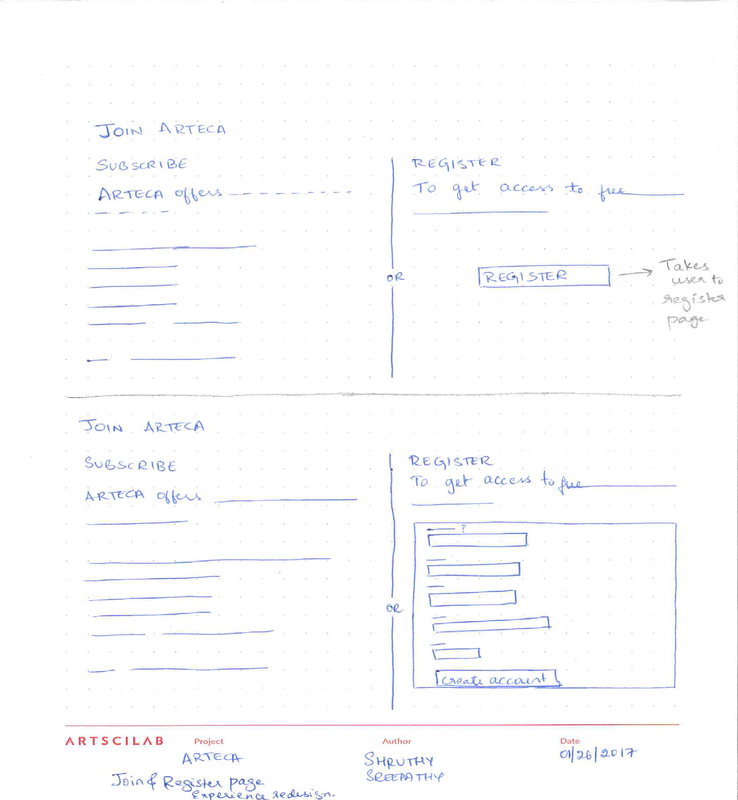 JOIN ARTECA
SUBSCRIBE
ARTECA offers
OR
REGISTER
To get access to free
REGISTER
Takes
user to
register
page
JOIN ARTECA
SUBSCRIBE
ARTECA offers
OR
REGISTER
To get access to free
?
Create account
ARTSCILAB
Project
ARTECA
Join & Register page
Experience redesign.
Author
SHRUTHY
SREEPATHY
Date
01/26/2017